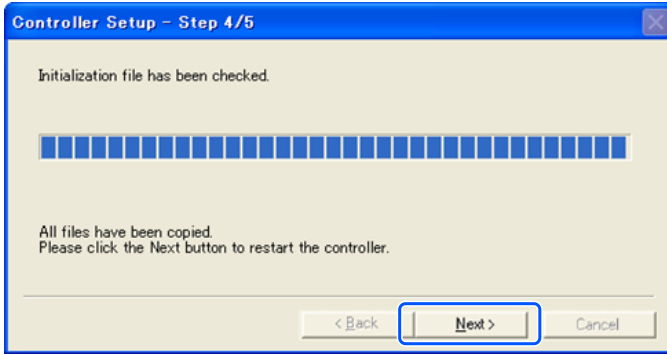 Controller Setup - Step 4/5
Initialization file has been checked.
All files have been copied.
Please click the Next button to restart the controller.
< Back
Next >
Cancel